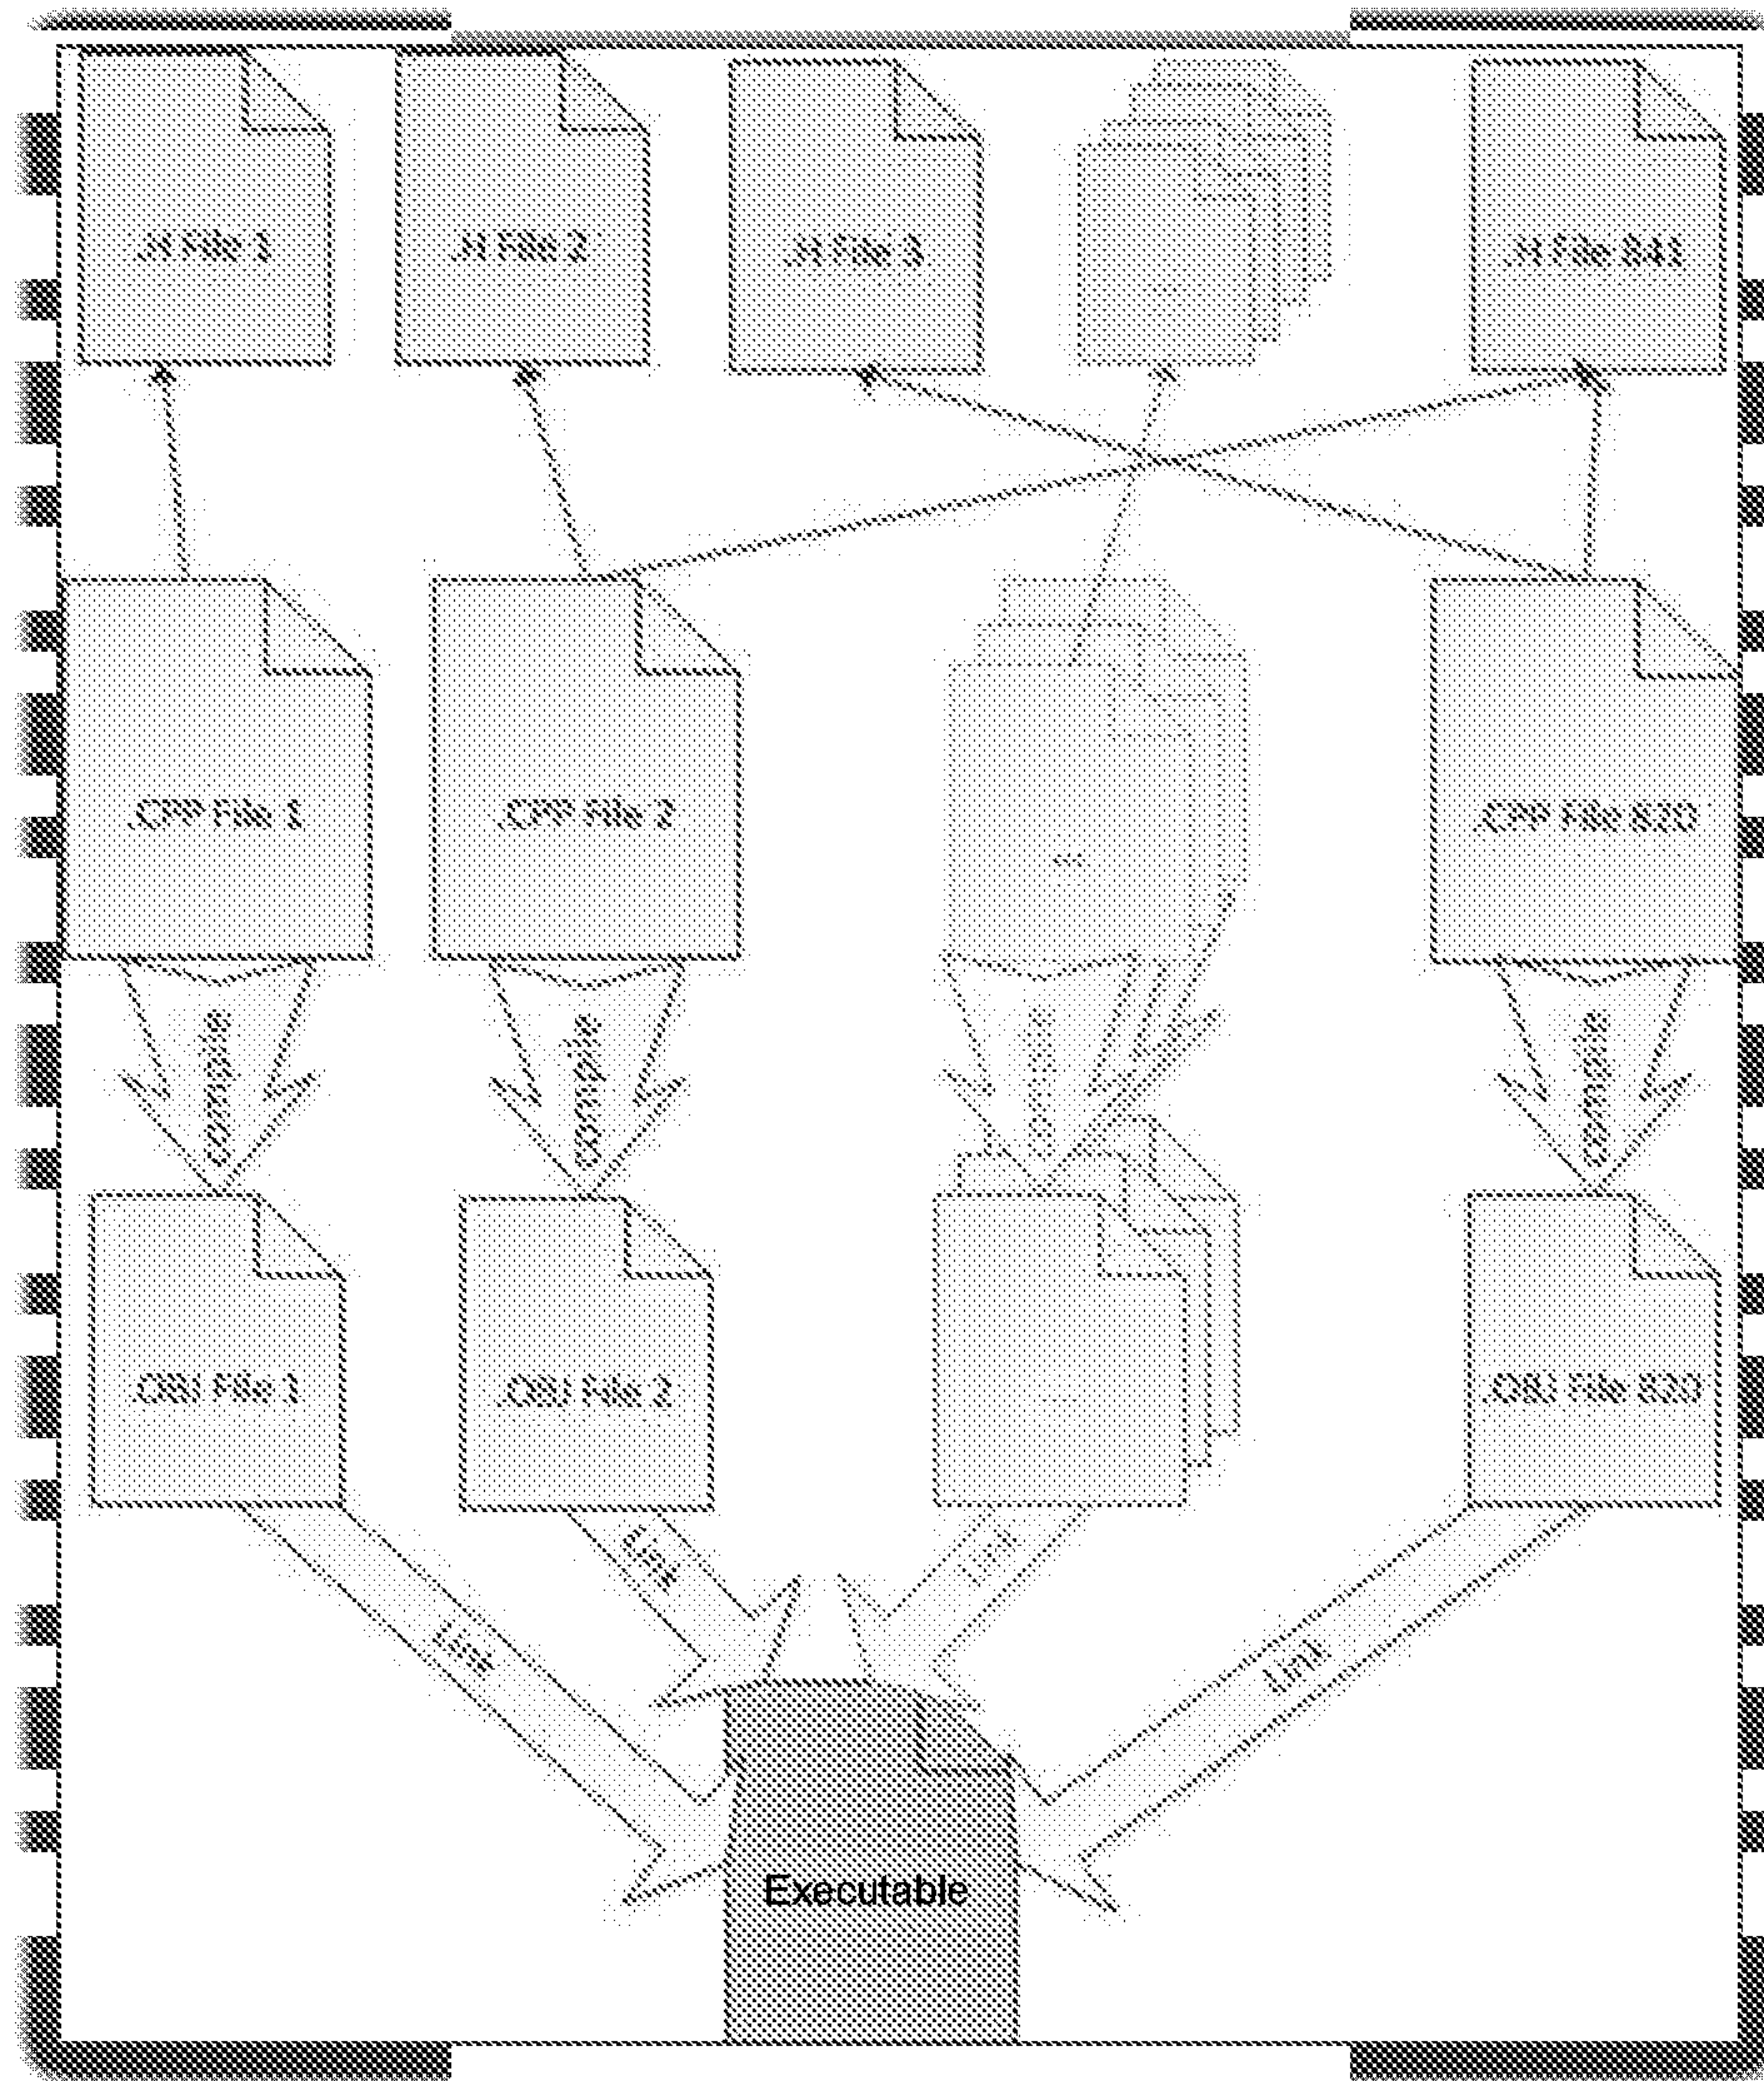 .H File 1
.H File 2
.H File 3
.H File 841
.CPP File 1
.CPP File 2
...
.CPP File 820
compile
compile
compile
.OBJ File 1
.OBJ File 2
.OBJ File 820
Link
Link
Link
Link
Executable